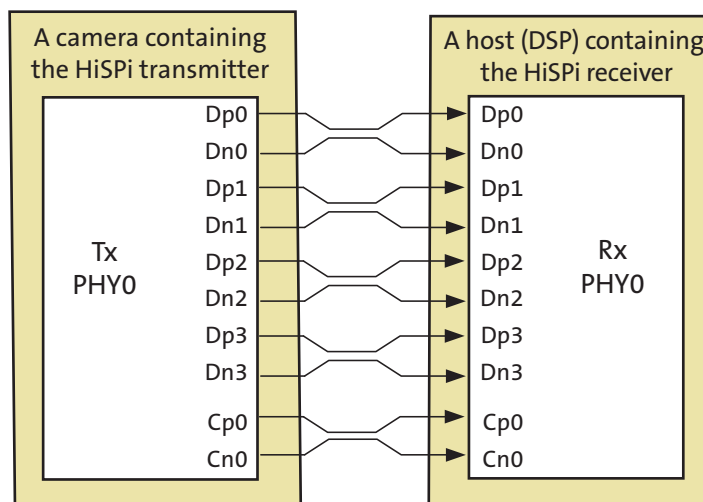 A camera containing
the HiSPi transmitter
Dp0
Dn0
Dp1
Dn1
Dp2
Dn2
Dp3
Dn3
Cp0
Cn0
Tx
PHY0
A host (DSP) containing
the HiSPi receiver
Dp0
Dn0
Dp1
Dn1
Dp2
Dn2
Dp3
Dn3
Cp0
Cn0
Rx
PHY0